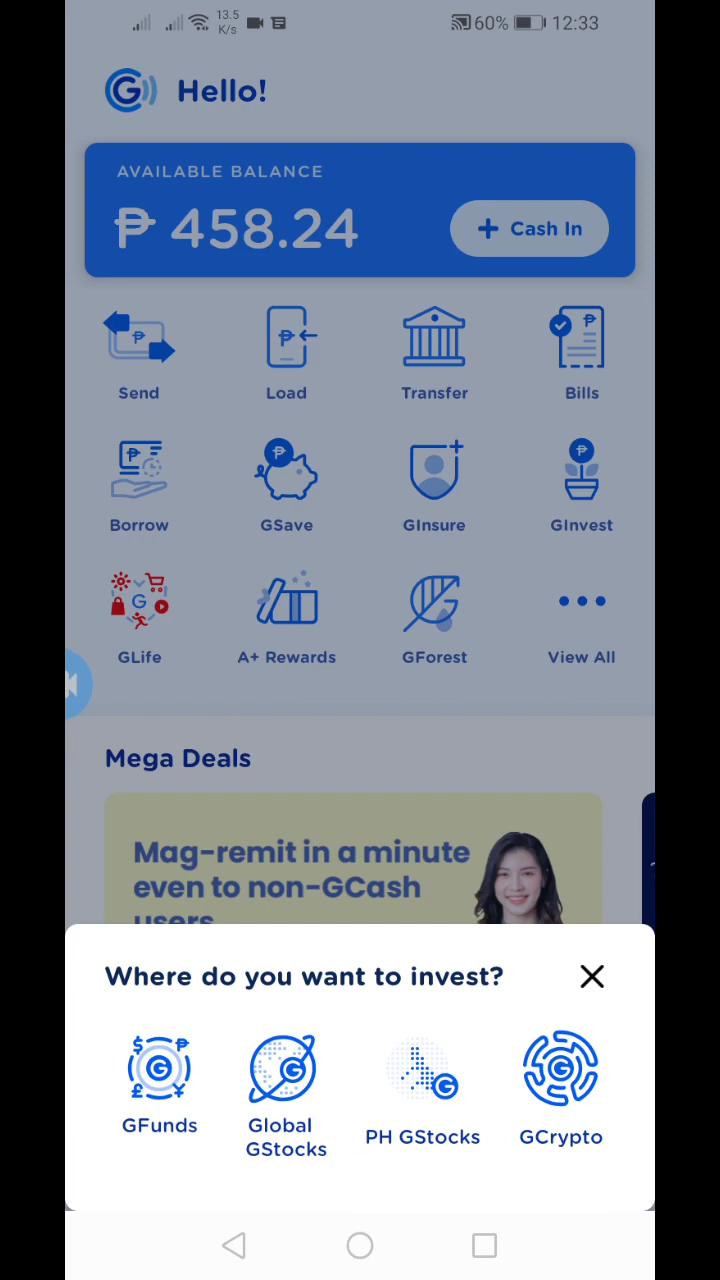 13.5
K/s
60%
12:33
Hello!
AVAILABLE BALANCE
₱ 458.24
+ Cash In
Send
Load
Transfer
Bills
Borrow
GSave
GInsure
GInvest
GLife
A+ Rewards
GForest
View All
Mega Deals
Mag-remit in a minute
even to non-GCash
users
Where do you want to invest?
GFunds
Global
GStocks
PH GStocks
GCrypto